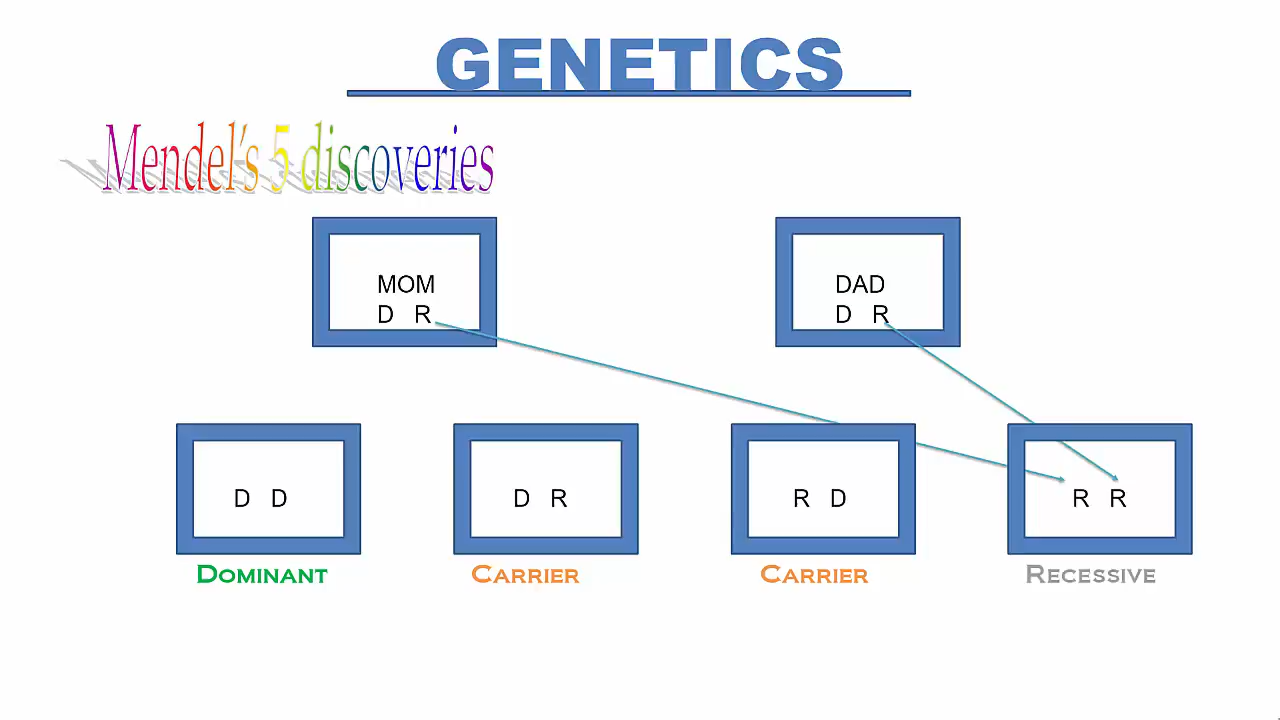 GENETICS
Mendel's 5 discoveries
MOM
D R
DAD
D R
D D
D R
R D
R R
DOMINANT
CARRIER
CARRIER
RECESSIVE